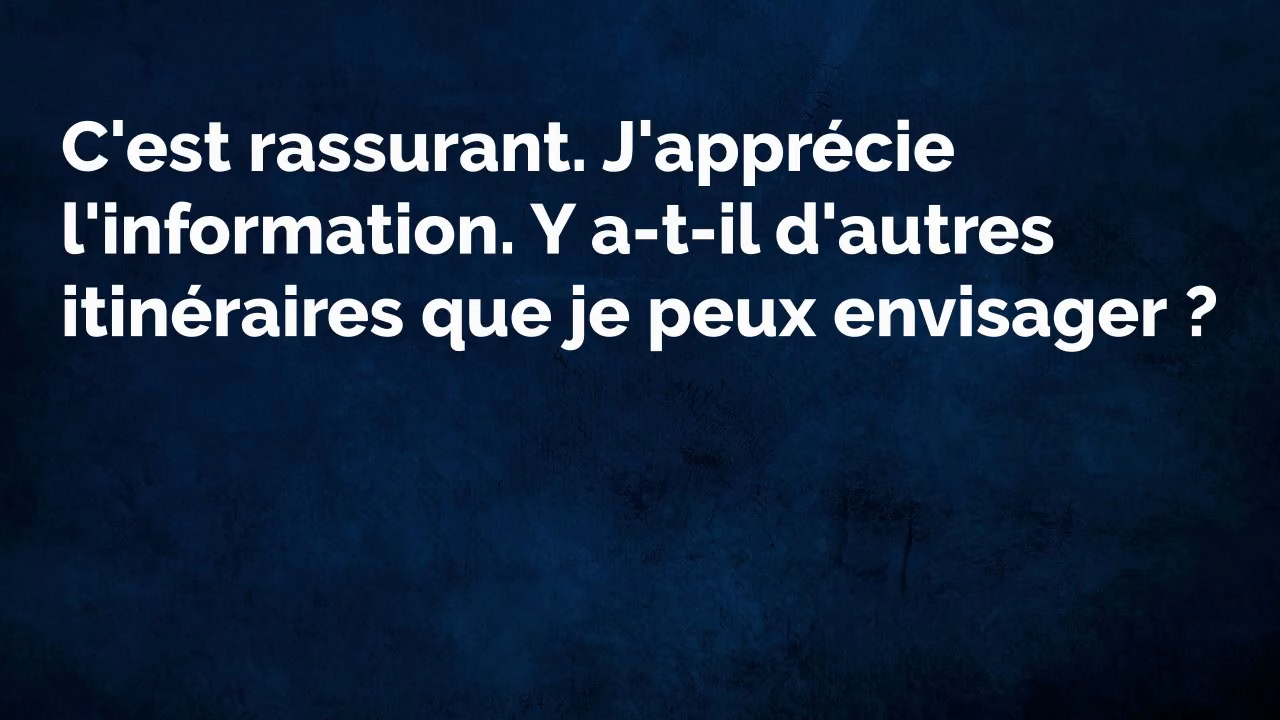 C'est rassurant. J'apprécie
l'information. Y a-t-il d'autres
itinéraires que je peux envisager ?